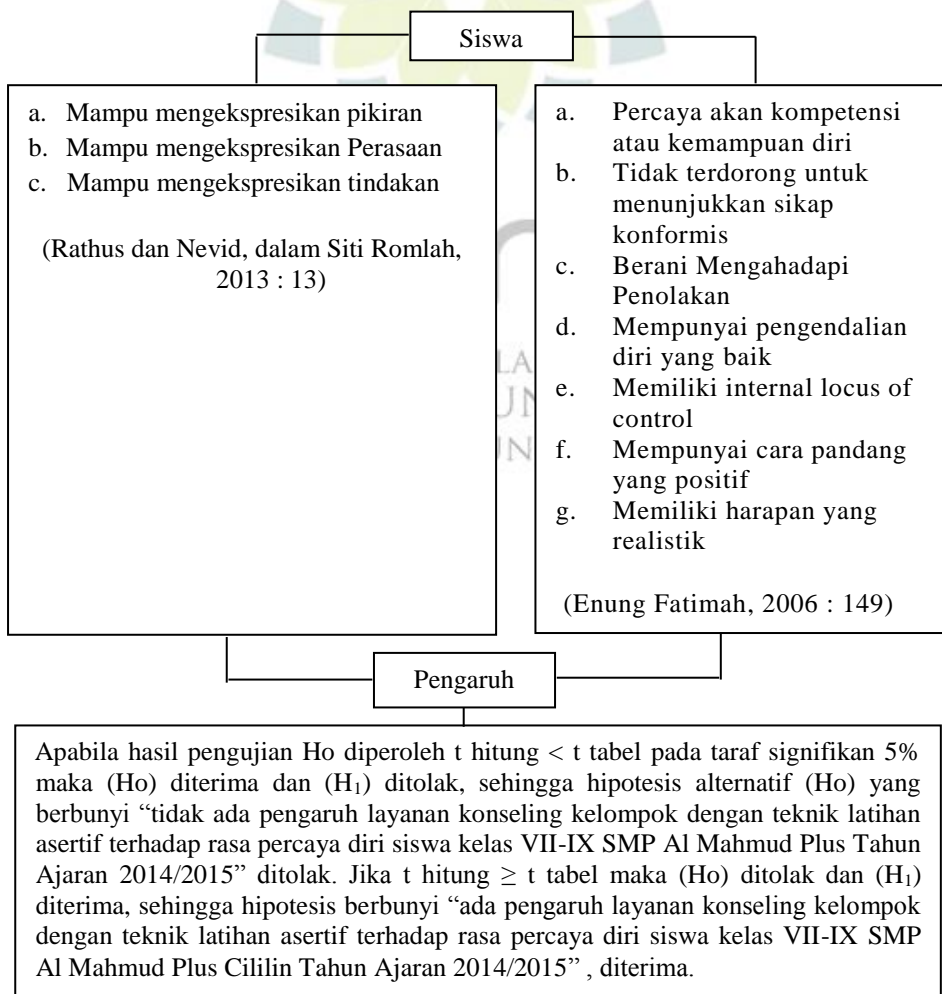 Siswa
a. Mampu mengekspresikan pikiran
b. Mampu mengekspresikan Perasaan
c. Mampu mengekspresikan tindakan
(Rathus dan Nevid, dalam Siti Romlah,
2013 : 13)
a. Percaya akan kompetensi
atau kemampuan diri
b. Tidak terdorong untuk
menunjukkan sikap
konformis
c. Berani Mengahadapi
Penolakan
d. Mempunyai pengendalian
diri yang baik
e. Memiliki internal locus of
control
f. Mempunyai cara pandang
yang positif
g. Memiliki harapan yang
realistik
(Enung Fatimah, 2006 : 149)
Pengaruh
Apabila hasil pengujian Ho diperoleh t hitung < t tabel pada taraf signifikan 5%
maka (Ho) diterima dan (H₁) ditolak, sehingga hipotesis alternatif (Ho) yang
berbunyi “tidak ada pengaruh layanan konseling kelompok dengan teknik latihan
asertif terhadap rasa percaya diri siswa kelas VII-IX SMP Al Mahmud Plus Tahun
Ajaran 2014/2015” ditolak. Jika t hitung ≥ t tabel maka (Ho) ditolak dan (H₁)
diterima, sehingga hipotesis berbunyi “ada pengaruh layanan konseling kelompok
dengan teknik latihan asertif terhadap rasa percaya diri siswa kelas VII-IX SMP
Al Mahmud Plus Cililin Tahun Ajaran 2014/2015” , diterima.